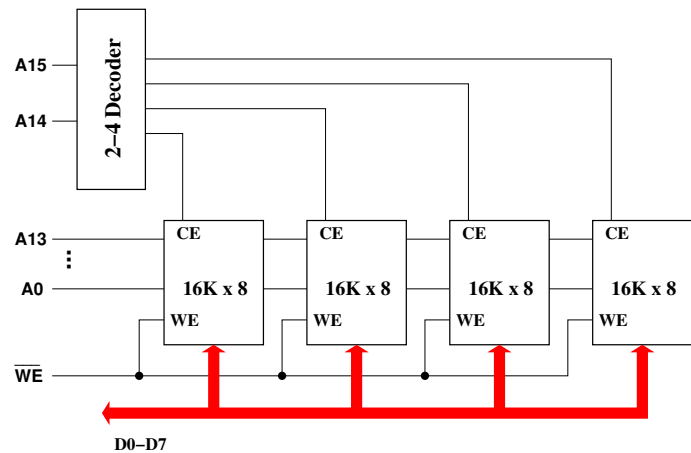 A15
A14
2–4 Decoder
A13
⋮
A0
WE
CE
16K x 8
WE
CE
16K x 8
WE
CE
16K x 8
WE
CE
16K x 8
WE
D0–D7